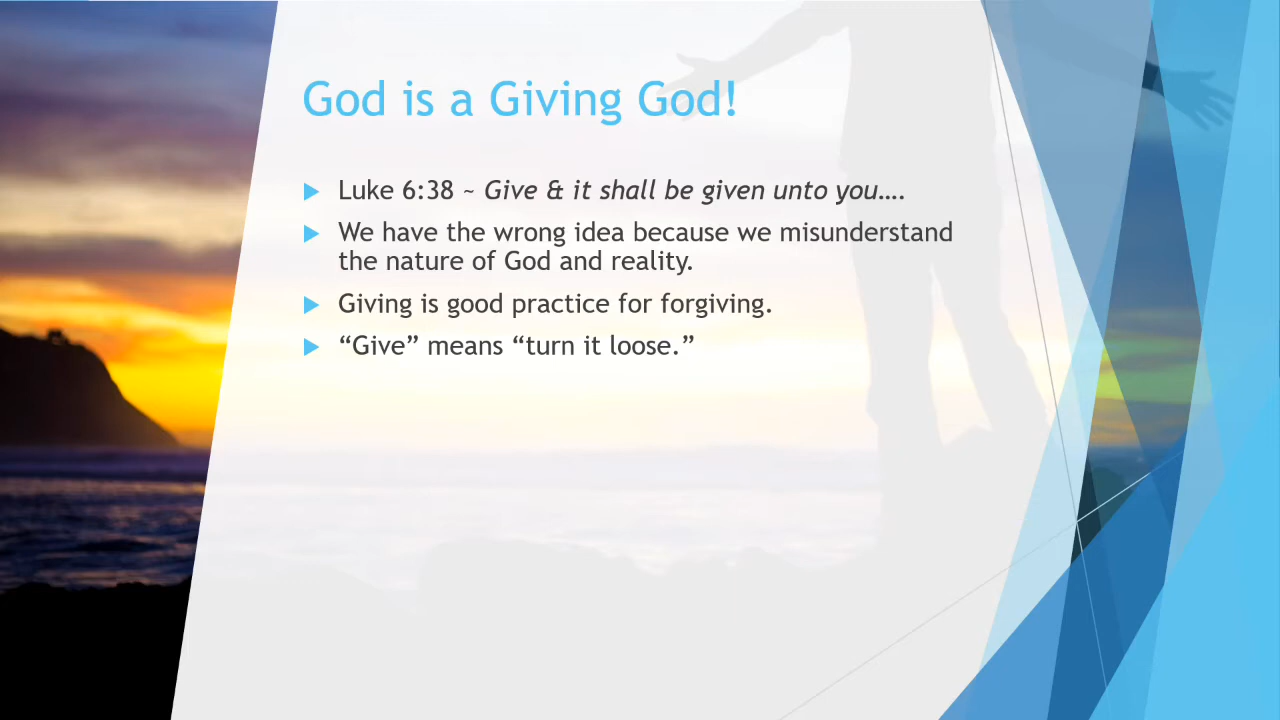 God is a Giving God!
Luke 6:38 ~ Give & it shall be given unto you….
We have the wrong idea because we misunderstand
the nature of God and reality.
Giving is good practice for forgiving.
“Give” means “turn it loose.”